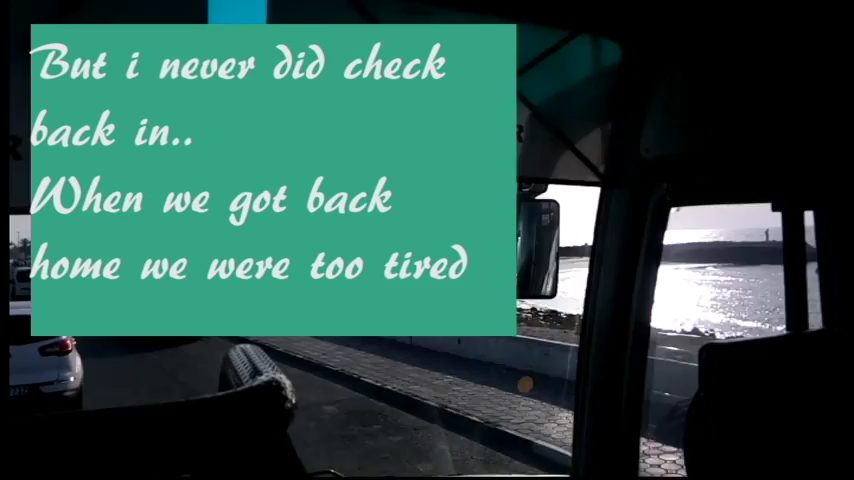 But i never did check
back in..
When we got back
home we were too tired